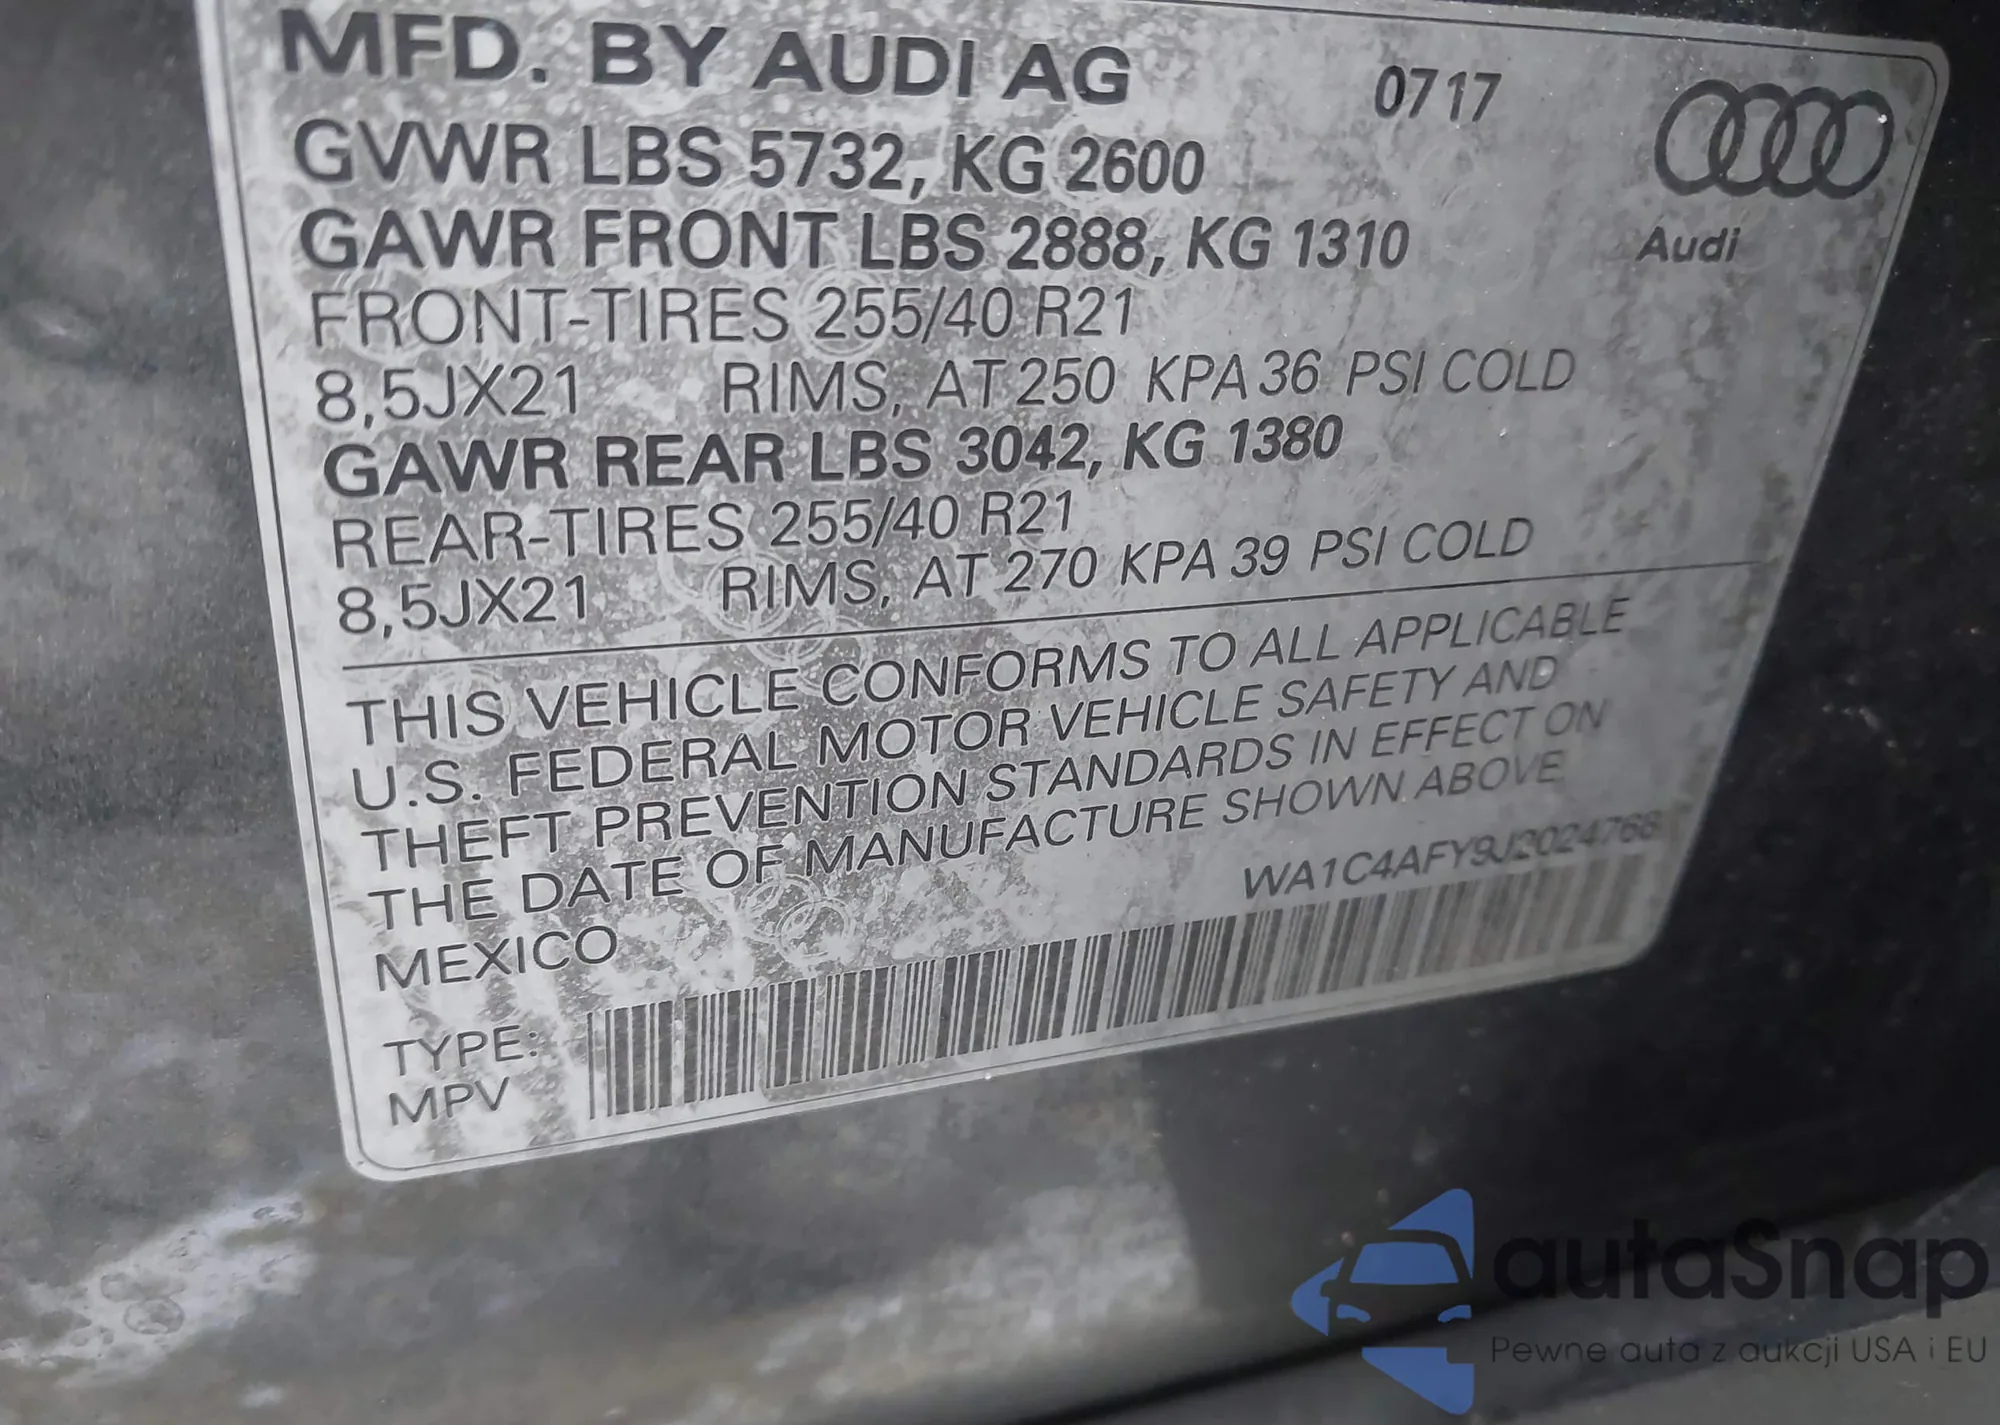 MFD. BY AUDI AG 0717
GVWR LBS 5732, KG 2600
GAWR FRONT LBS 2888, KG 1310
Audi
FRONT-TIRES 255/40 R21
8,5JX21 RIMS, AT 250 KPA 36 PSI COLD
GAWR REAR LBS 3042, KG 1380
REAR-TIRES 255/40 R21
8,5JX21 RIMS, AT 270 KPA 39 PSI COLD
THIS VEHICLE CONFORMS TO ALL APPLICABLE
U.S. FEDERAL MOTOR VEHICLE SAFETY AND
THEFT PREVENTION STANDARDS IN EFFECT ON
THE DATE OF MANUFACTURE SHOWN ABOVE
WA1C4AFY9J2024768
MEXICO
TYPE:
MPV
autaSnap
Pewne auta z aukcji USA i EU